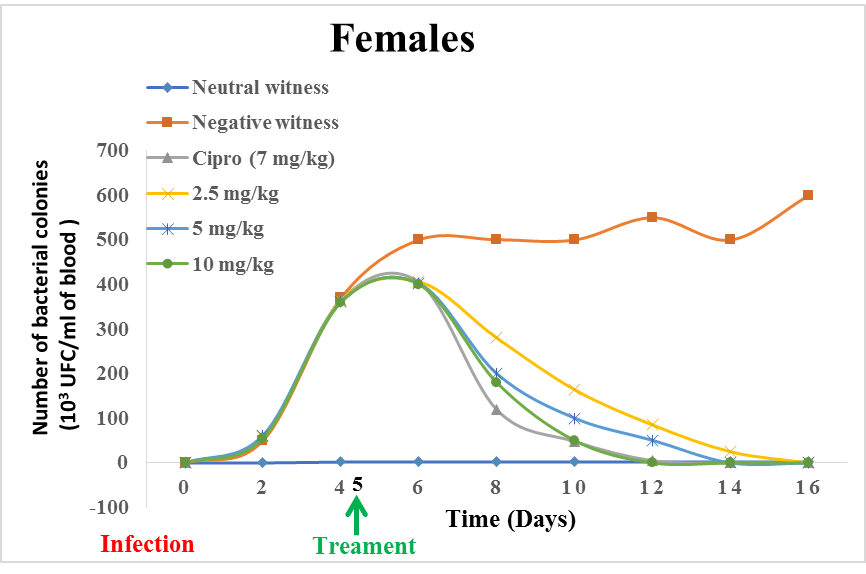 Females
Neutral witness
Negative witness
Cipro (7 mg/kg)
2.5 mg/kg
5 mg/kg
10 mg/kg
Number of bacterial colonies
(10³ UFC/ml of blood )
700
600
500
400
300
200
100
0
-100
0 2 4 5 6 8 10 12 14 16
Time (Days)
Infection
Treament